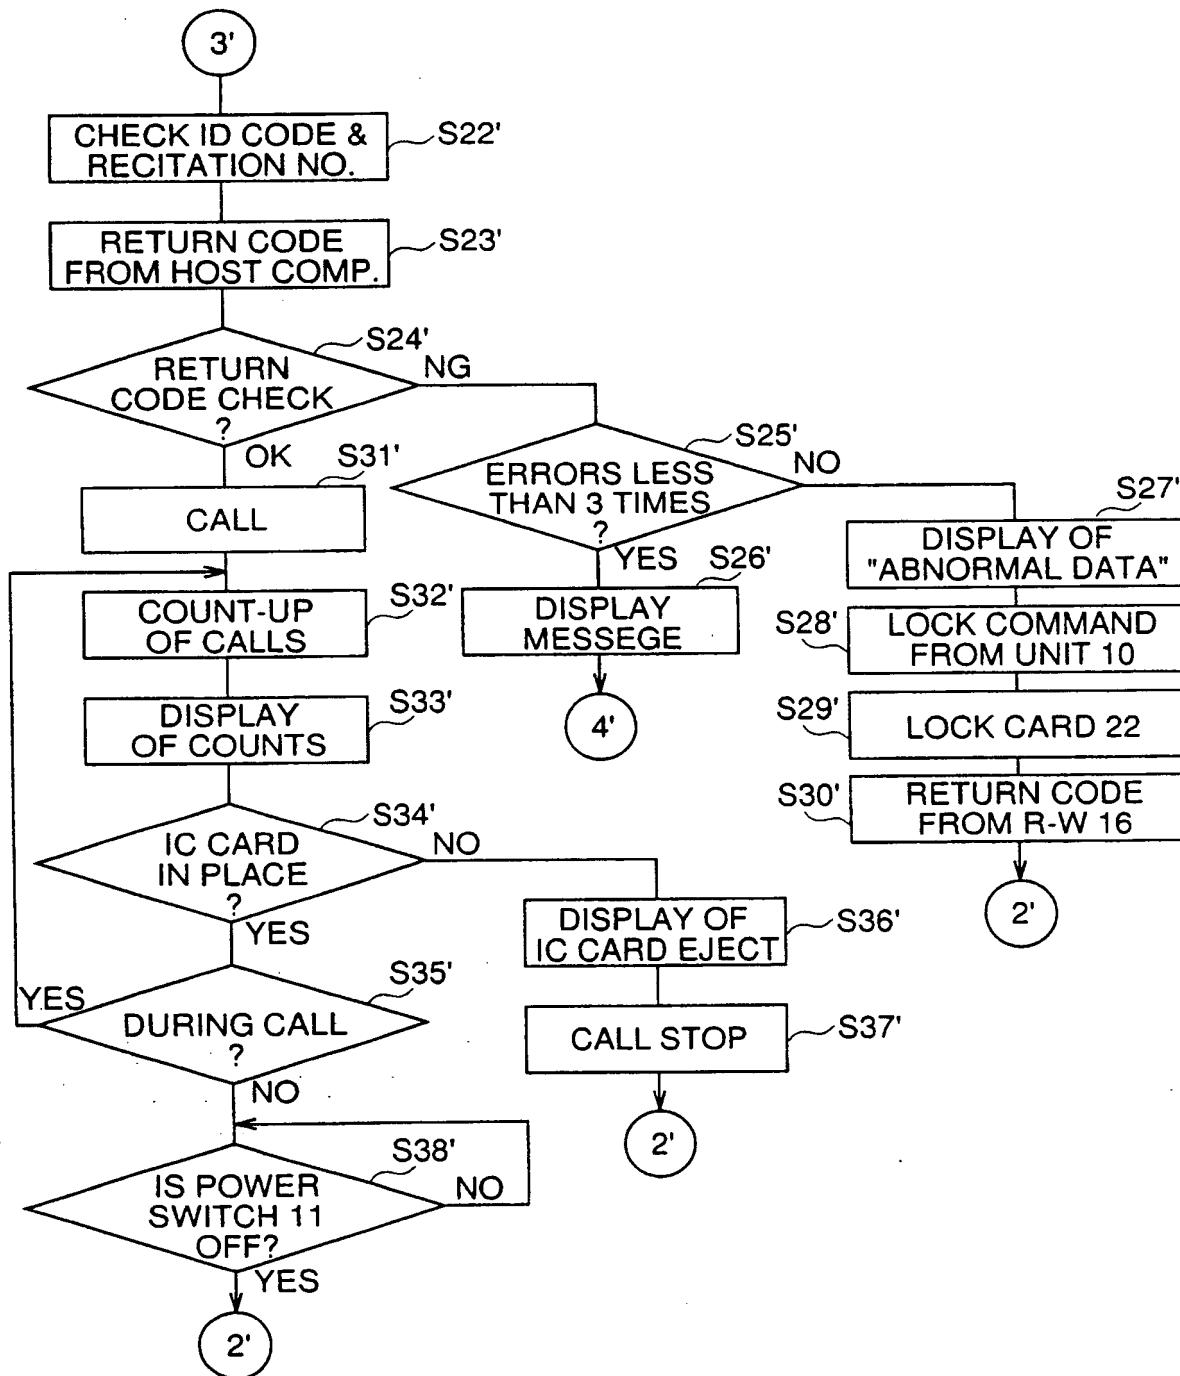 3'
CHECK ID CODE &
RECITATION NO.
S22'
RETURN CODE
FROM HOST COMP.
S23'
S24'
RETURN
CODE CHECK
?
NG
OK
S25'
ERRORS LESS
THAN 3 TIMES
?
NO
YES
S31'
CALL
S26'
DISPLAY
MESSEGE
4'
S27'
DISPLAY OF
"ABNORMAL DATA"
S28'
LOCK COMMAND
FROM UNIT 10
S29'
LOCK CARD 22
S30'
RETURN CODE
FROM R-W 16
2'
COUNT-UP
OF CALLS
S32'
DISPLAY
OF COUNTS
S33'
S34'
IC CARD
IN PLACE
?
NO
YES
DISPLAY OF
IC CARD EJECT
S36'
CALL STOP
S37'
2'
S35'
YES
DURING CALL
?
NO
S38'
IS POWER
SWITCH 11
OFF?
NO
YES
2'